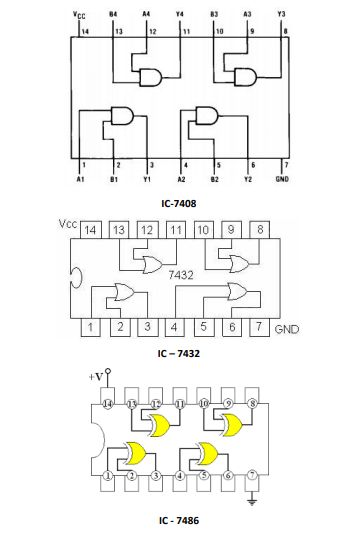 VCC B4 A4 Y4 B3 A3 Y3
14 13 12 11 10 9 8
1 2 3 4 5 6 7
A1 B1 Y1 A2 B2 Y2 GND
IC-7408
Vcc 14 13 12 11 10 9 8
7432
1 2 3 4 5 6 7 GND
IC – 7432
+V
14 13 12 11 10 9 8
1 2 3 4 5 6 7
IC - 7486